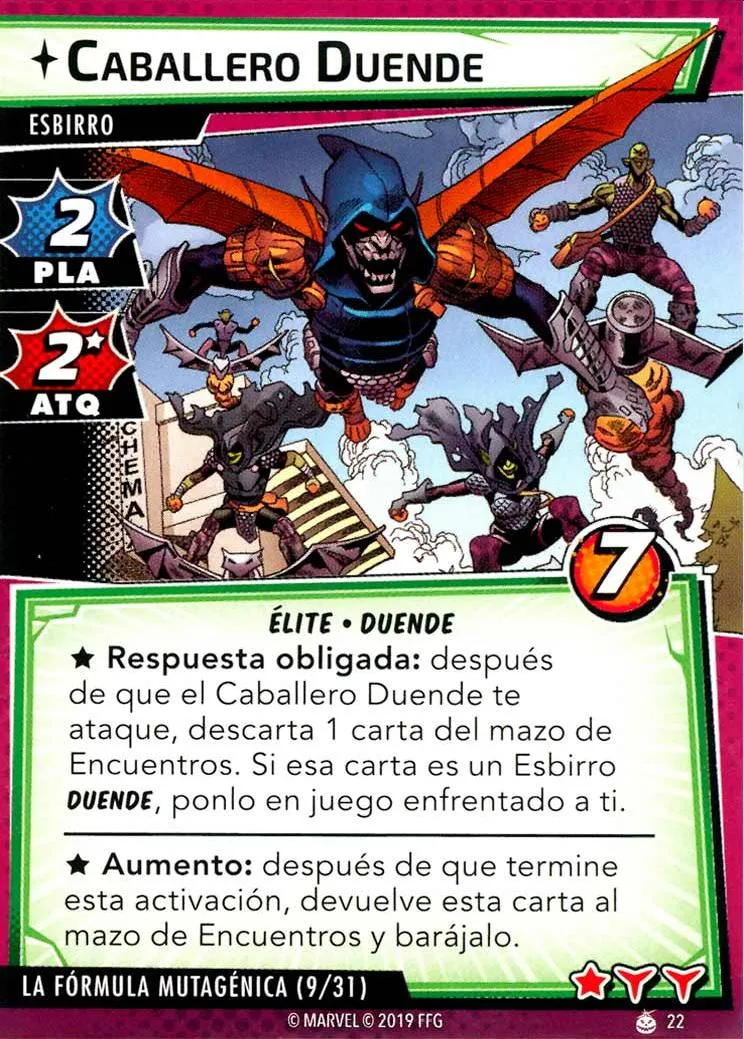 CABALLERO DUENDE
ESBIRRO
2
PLA
2★
ATQ
CHEMA
7
ÉLITE • DUENDE
★ Respuesta obligada: después
de que el Caballero Duende te
ataque, descarta 1 carta del mazo de
Encuentros. Si esa carta es un Esbirro
DUENDE, ponlo en juego enfrentado a ti.
★ Aumento: después de que termine
esta activación, devuelve esta carta al
mazo de Encuentros y barájalo.
LA FÓRMULA MUTAGÉNICA (9/31)
© MARVEL © 2019 FFG
22